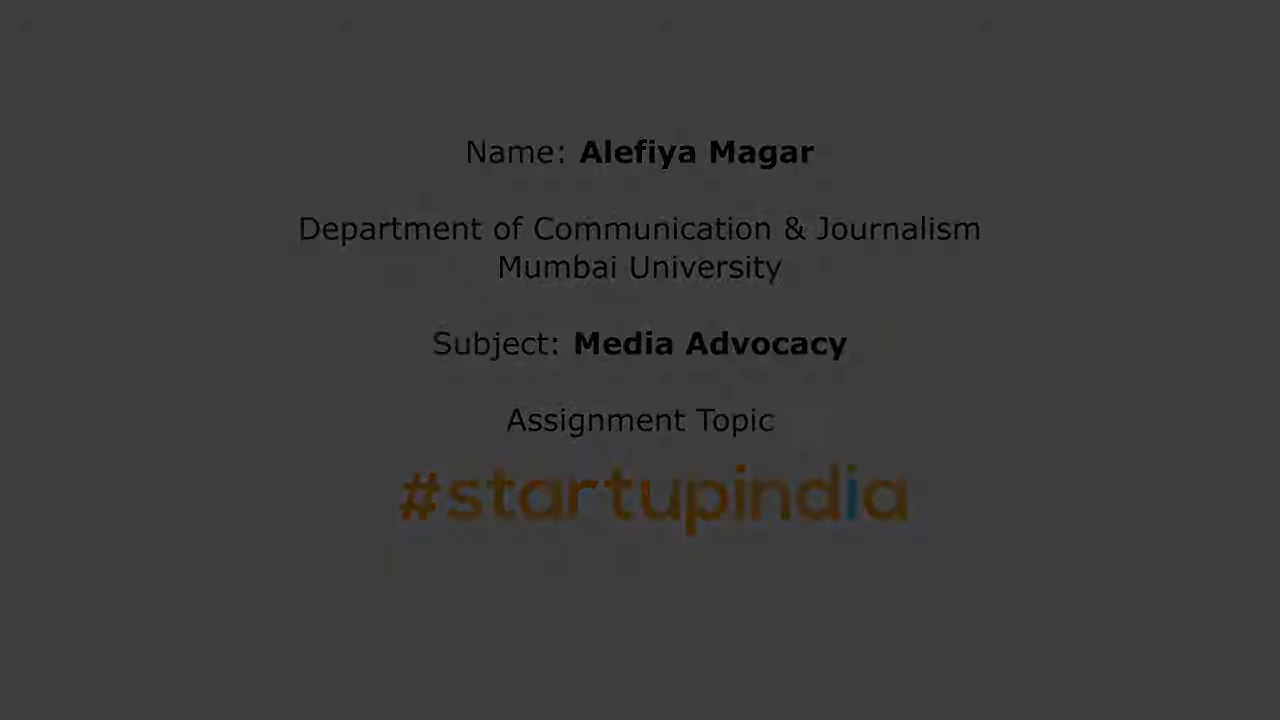 Name: Alefiya Magar
Department of Communication & Journalism
Mumbai University
Subject: Media Advocacy
Assignment Topic
#startupindia